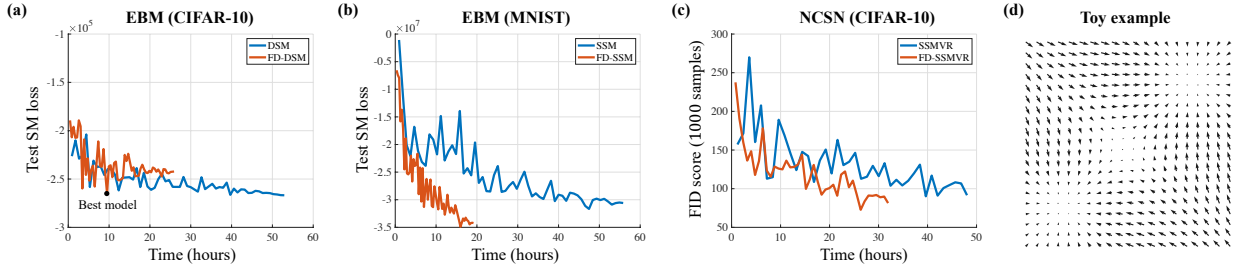 (a)
EBM (CIFAR-10)
×10⁵
-1
-1.5
-2
-2.5
-3
0 10 20 30 40 50 60
Test SM loss
Time (hours)
DSM
FD-DSM
Best model
(b)
EBM (MNIST)
×10⁷
0
-0.5
-1
-1.5
-2
-2.5
-3
-3.5
0 10 20 30 40 50 60
Test SM loss
Time (hours)
SSM
FD-SSM
(c)
NCSN (CIFAR-10)
300
250
200
150
100
50
0 10 20 30 40 50
FID score (1000 samples)
Time (hours)
SSMVR
FD-SSMVR
(d)
Toy example